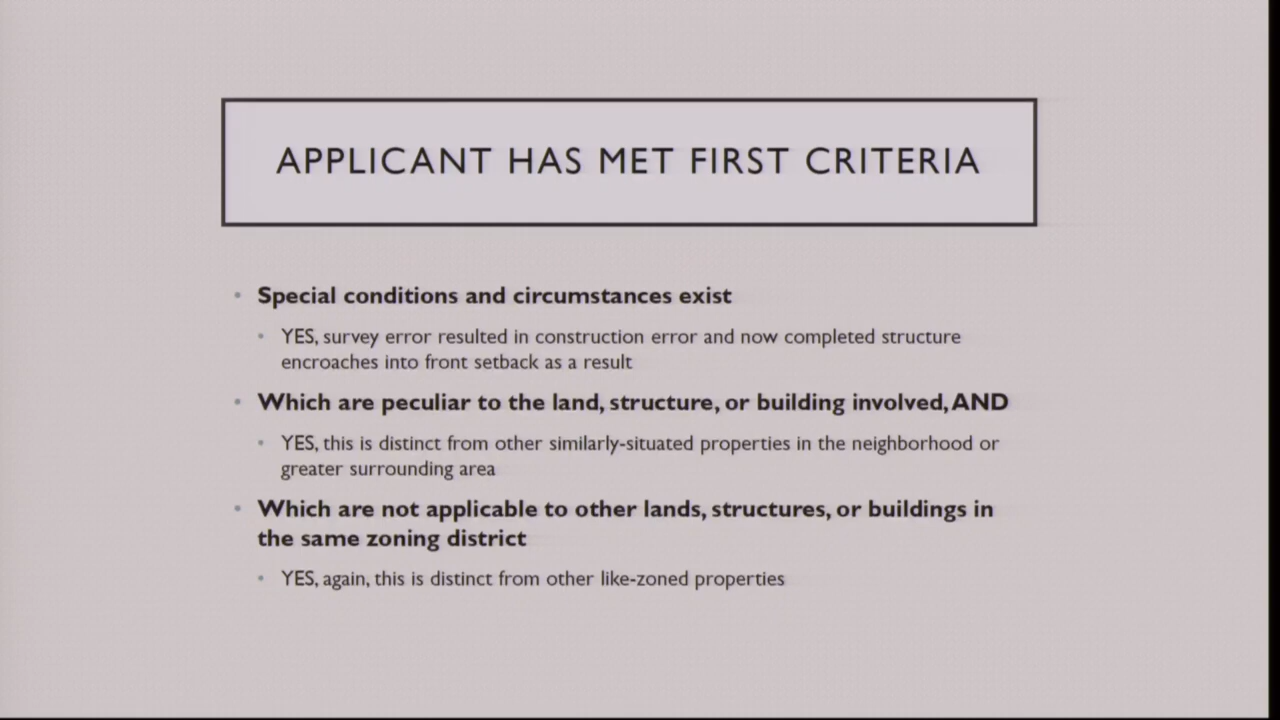 APPLICANT HAS MET FIRST CRITERIA
• Special conditions and circumstances exist
• YES, survey error resulted in construction error and now completed structure
encroaches into front setback as a result
• Which are peculiar to the land, structure, or building involved, AND
• YES, this is distinct from other similarly-situated properties in the neighborhood or
greater surrounding area
• Which are not applicable to other lands, structures, or buildings in
the same zoning district
• YES, again, this is distinct from other like-zoned properties